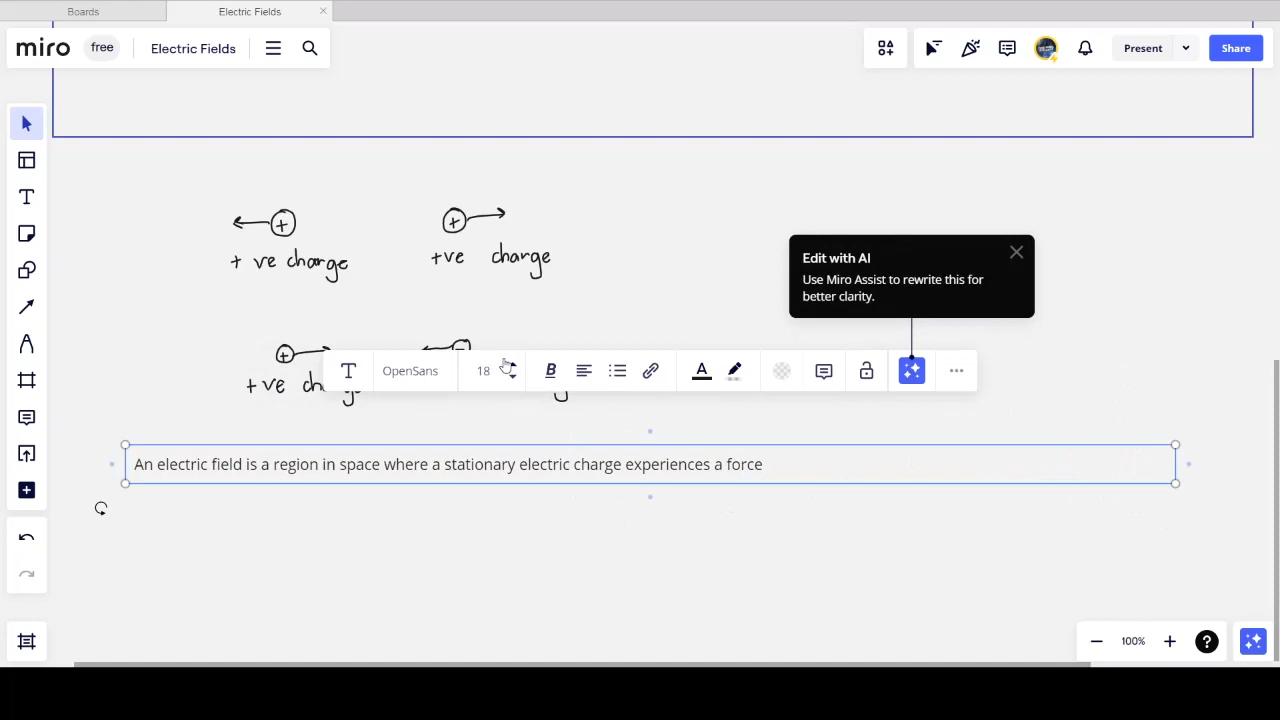 Boards
Electric Fields
miro
free
Electric Fields
Present
Share
+ ve charge
+ve charge
Edit with AI
Use Miro Assist to rewrite this for
better clarity.
OpenSans
18
+ve
An electric field is a region in space where a stationary electric charge experiences a force
100%